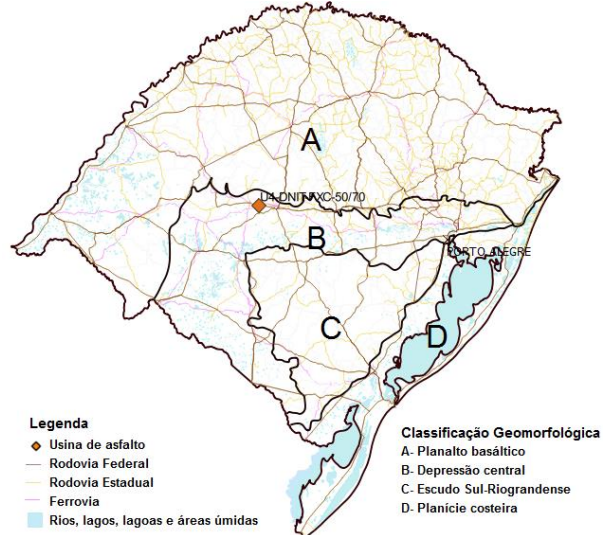 A
U4-DNIT-FXC-50/70
B
PORTO ALEGRE
C
D
Legenda
Usina de asfalto
Rodovia Federal
Rodovia Estadual
Ferrovia
Rios, lagos, lagoas e áreas úmidas
Classificação Geomorfológica
A- Planalto basáltico
B- Depressão central
C- Escudo Sul-Riograndense
D- Planície costeira